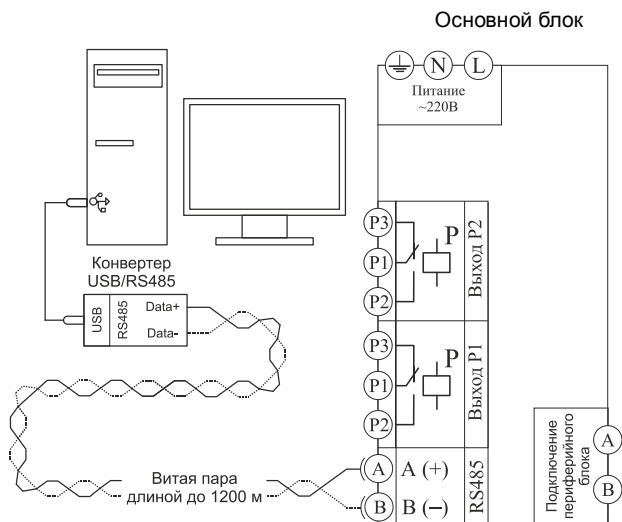 Основной блок
N L
Питание
~220В
P3
P1
P2
P
Выход P2
Конвертер
USB/RS485
USB
RS485
Data+
Data-
P3
P1
P2
P
Выход P1
Витая пара
длиной до 1200 м
A A (+)
B B (−)
RS485
Подключение
периферийного
блока
A
B